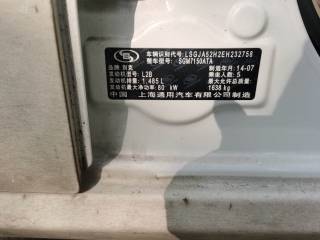 车辆识别代号 LSGJA52H2EH232758
整车型号: SGM7150ATA
品牌 别克 制造年月: 14-07
发动机型号: L2B 乘坐人数: 5
发动机排量: 1.485 L 最大允许总质量:
发动机最大净功率: 80 kW 1638 kg
中国 上海通用汽车有限公司制造